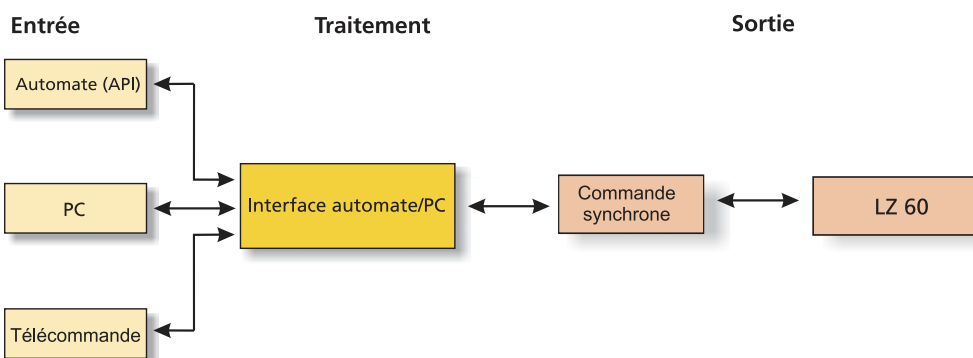 Entrée
Traitement
Sortie
Automate (API)
PC
Télécommande
Interface automate/PC
Commande
synchrone
LZ 60